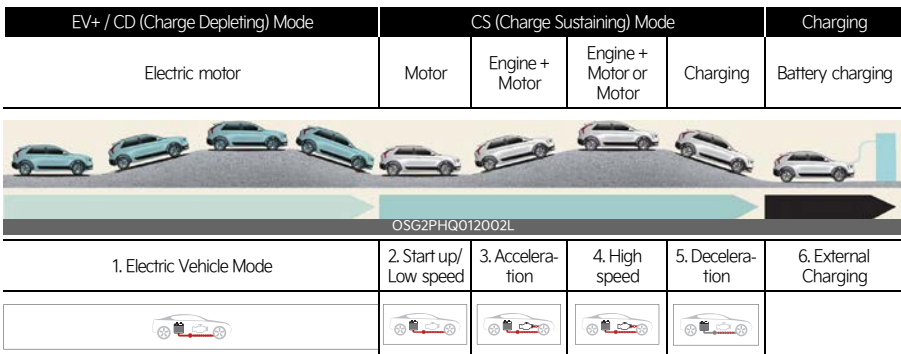 EV+ / CD (Charge Depleting) Mode
CS (Charge Sustaining) Mode
Charging
Electric motor
Motor
Engine +
Motor
Engine +
Motor or
Motor
Charging
Battery charging
OSG2PHQ012002L
1. Electric Vehicle Mode
2. Start up/
Low speed
3. Accelera-
tion
4. High
speed
5. Decelera-
tion
6. External
Charging